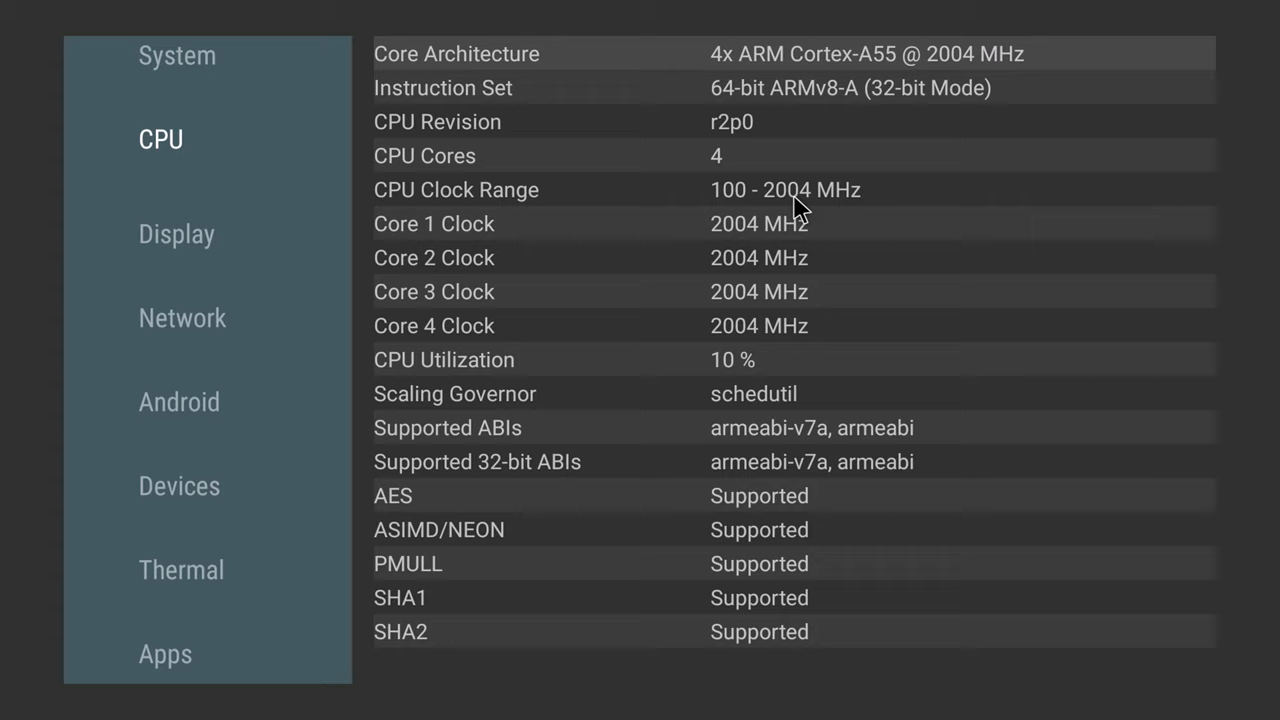 System
CPU
Display
Network
Android
Devices
Thermal
Apps
Core Architecture 4x ARM Cortex-A55 @ 2004 MHz
Instruction Set 64-bit ARMv8-A (32-bit Mode)
CPU Revision r2p0
CPU Cores 4
CPU Clock Range 100 - 2004 MHz
Core 1 Clock 2004 MHz
Core 2 Clock 2004 MHz
Core 3 Clock 2004 MHz
Core 4 Clock 2004 MHz
CPU Utilization 10 %
Scaling Governor schedutil
Supported ABIs armeabi-v7a, armeabi
Supported 32-bit ABIs armeabi-v7a, armeabi
AES Supported
ASIMD/NEON Supported
PMULL Supported
SHA1 Supported
SHA2 Supported